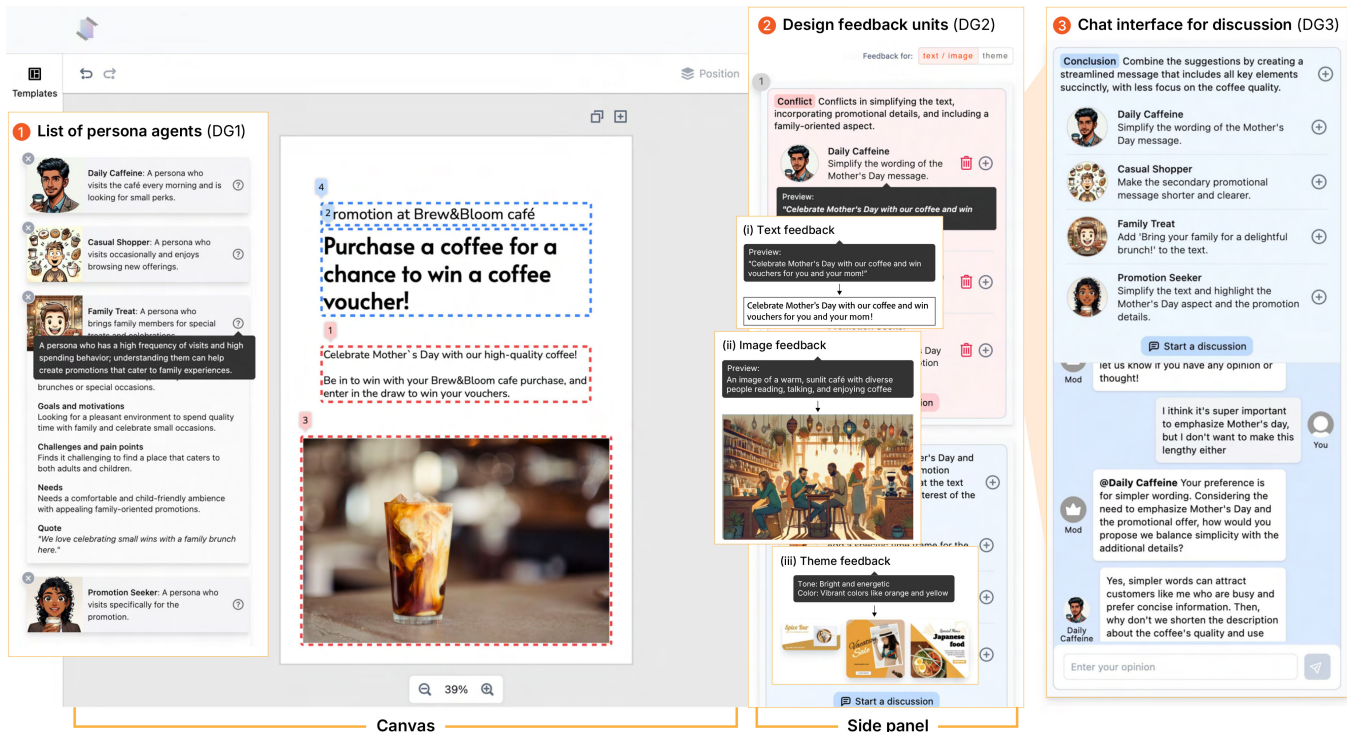 Templates
Position
1 List of persona agents (DG1)
Daily Caffeine: A persona who
visits the café every morning and is
looking for small perks.
Casual Shopper: A persona who
visits occasionally and enjoys
browsing new offerings.
Family Treat: A persona who
brings family members for special
A persona who has a high frequency of visits and high
spending behavior; understanding them can help
create promotions that cater to family experiences.
brunches or special occasions.
Goals and motivations
Looking for a pleasant environment to spend quality
time with family and celebrate small occasions.
Challenges and pain points
Finds it challenging to find a place that caters to
both adults and children.
Needs
Needs a comfortable and child-friendly ambience
with appealing family-oriented promotions.
Quote
"We love celebrating small wins with a family brunch
here."
Promotion Seeker: A persona who
visits specifically for the
promotion.
4
2
romotion at Brew&Bloom café
Purchase a coffee for a
chance to win a coffee
voucher!
1
Celebrate Mother`s Day with our high-quality coffee!
Be in to win with your Brew&Bloom cafe purchase, and
enter in the draw to win your vouchers.
3
39%
Canvas
2 Design feedback units (DG2)
Feedback for: text / image theme
1
Conflict Conflicts in simplifying the text,
incorporating promotional details, and including a
family-oriented aspect.
Daily Caffeine
Simplify the wording of the
Mother's Day message.
Preview:
"Celebrate Mother's Day with our coffee and win
(i) Text feedback
Preview:
"Celebrate Mother's Day with our coffee and win
vouchers for you and your mom!"
Celebrate Mother's Day with our coffee and win
vouchers for you and your mom!
(ii) Image feedback
Day
Preview:
An image of a warm, sunlit café with diverse
people reading, talking, and enjoying coffee
er's Day and
motion
t the text
terest of the
(iii) Theme feedback
Tone: Bright and energetic
Color: Vibrant colors like orange and yellow
Spice Bar
Vacation
Sale
Special Menu
Japanese
food
Start a discussion
Side panel
3 Chat interface for discussion (DG3)
Conclusion Combine the suggestions by creating a
streamlined message that includes all key elements
succinctly, with less focus on the coffee quality.
Daily Caffeine
Simplify the wording of the Mother's
Day message.
Casual Shopper
Make the secondary promotional
message shorter and clearer.
Family Treat
Add 'Bring your family for a delightful
brunch!' to the text.
Promotion Seeker
Simplify the text and highlight the
Mother's Day aspect and the promotion
details.
Start a discussion
let us know if you have any opinion or
thought!
Mod
I ithink it's super important
to emphasize Mother's day,
but I don't want to make this
lengthy either
You
@Daily Caffeine Your preference is
for simpler wording. Considering the
need to emphasize Mother's Day and
the promotional offer, how would you
propose we balance simplicity with the
additional details?
Mod
Yes, simpler words can attract
customers like me who are busy and
prefer concise information. Then,
why don't we shorten the description
about the coffee's quality and use
Daily
Caffeine
Enter your opinion